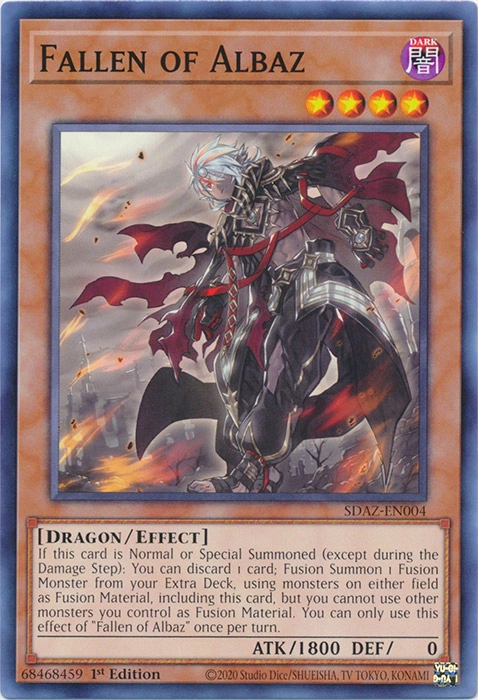 FALLEN OF ALBAZ
DARK
闇
SDAZ-EN004
[DRAGON/EFFECT]
If this card is Normal or Special Summoned (except during the
Damage Step): You can discard 1 card; Fusion Summon 1 Fusion
Monster from your Extra Deck, using monsters on either field
as Fusion Material, including this card, but you cannot use other
monsters you control as Fusion Material. You can only use this
effect of "Fallen of Albaz" once per turn.
ATK/1800 DEF/ 0
68468459 1st Edition ©2020 Studio Dice/SHUEISHA, TV TOKYO, KONAMI